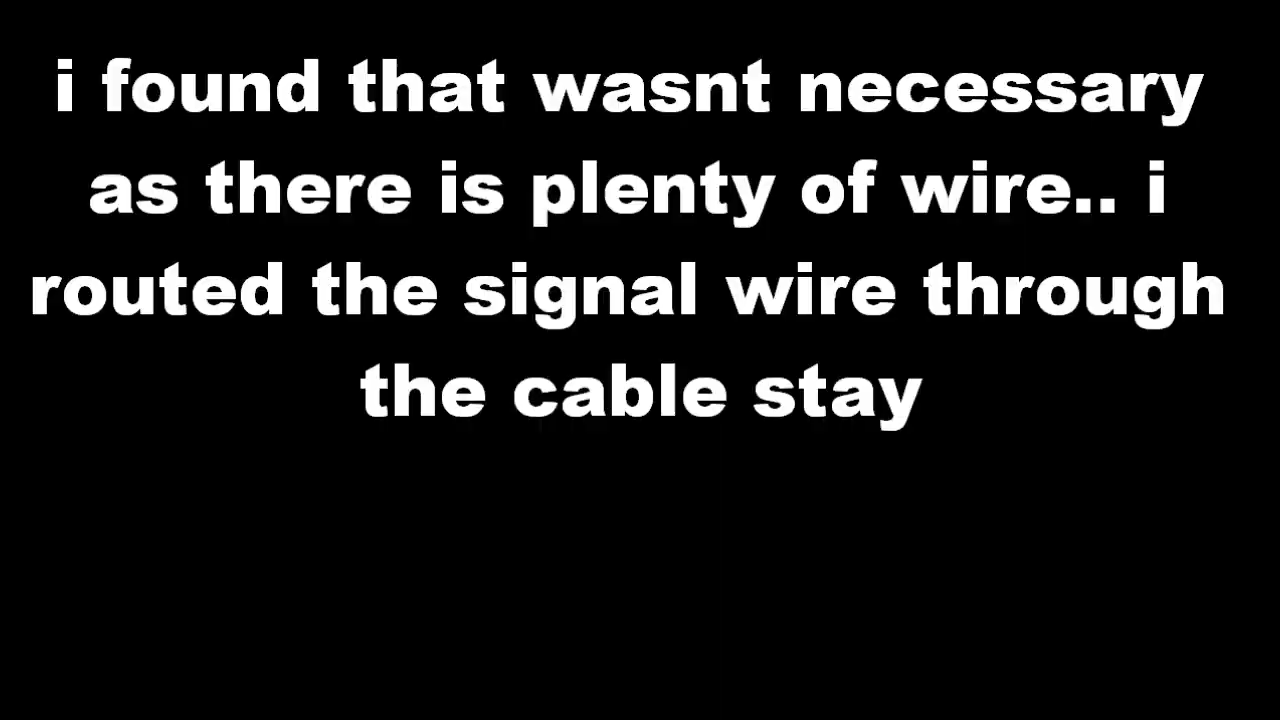 i found that wasnt necessary
as there is plenty of wire.. i
routed the signal wire through
the cable stay